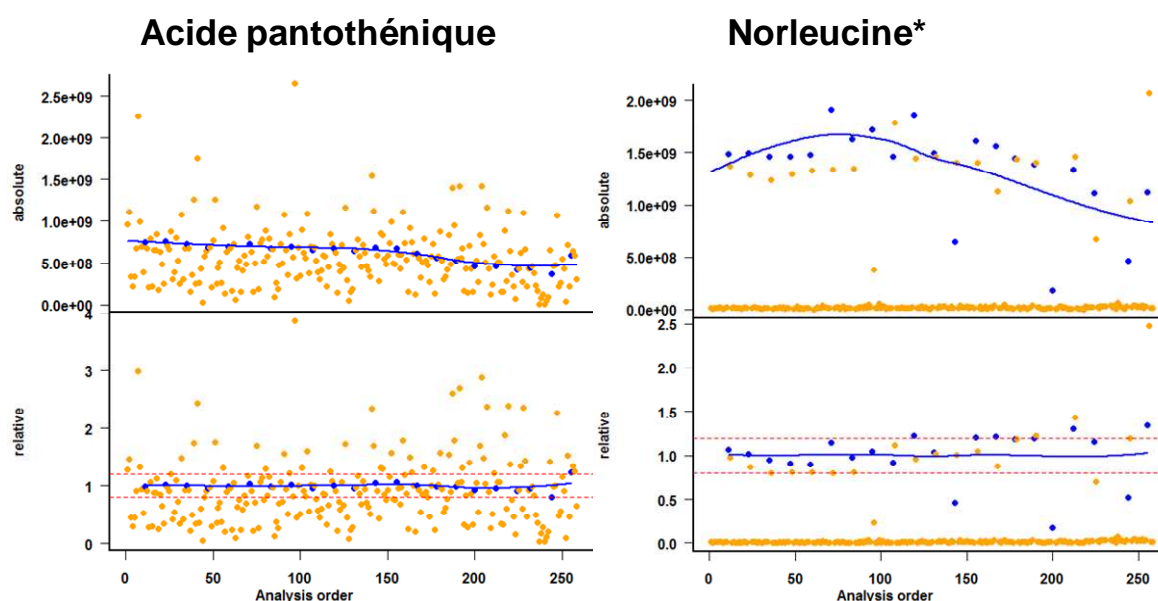 Acide pantothénique
2.5e+09
2.0e+09
1.5e+09
1.0e+09
5.0e+08
0.0e+00
absolute
4
3
2
1
0
relative
0 50 100 150 200 250
Analysis order
Norleucine*
2.0e+09
1.5e+09
1.0e+09
5.0e+08
0.0e+00
absolute
2.5
2.0
1.5
1.0
0.5
0.0
relative
0 50 100 150 200 250
Analysis order